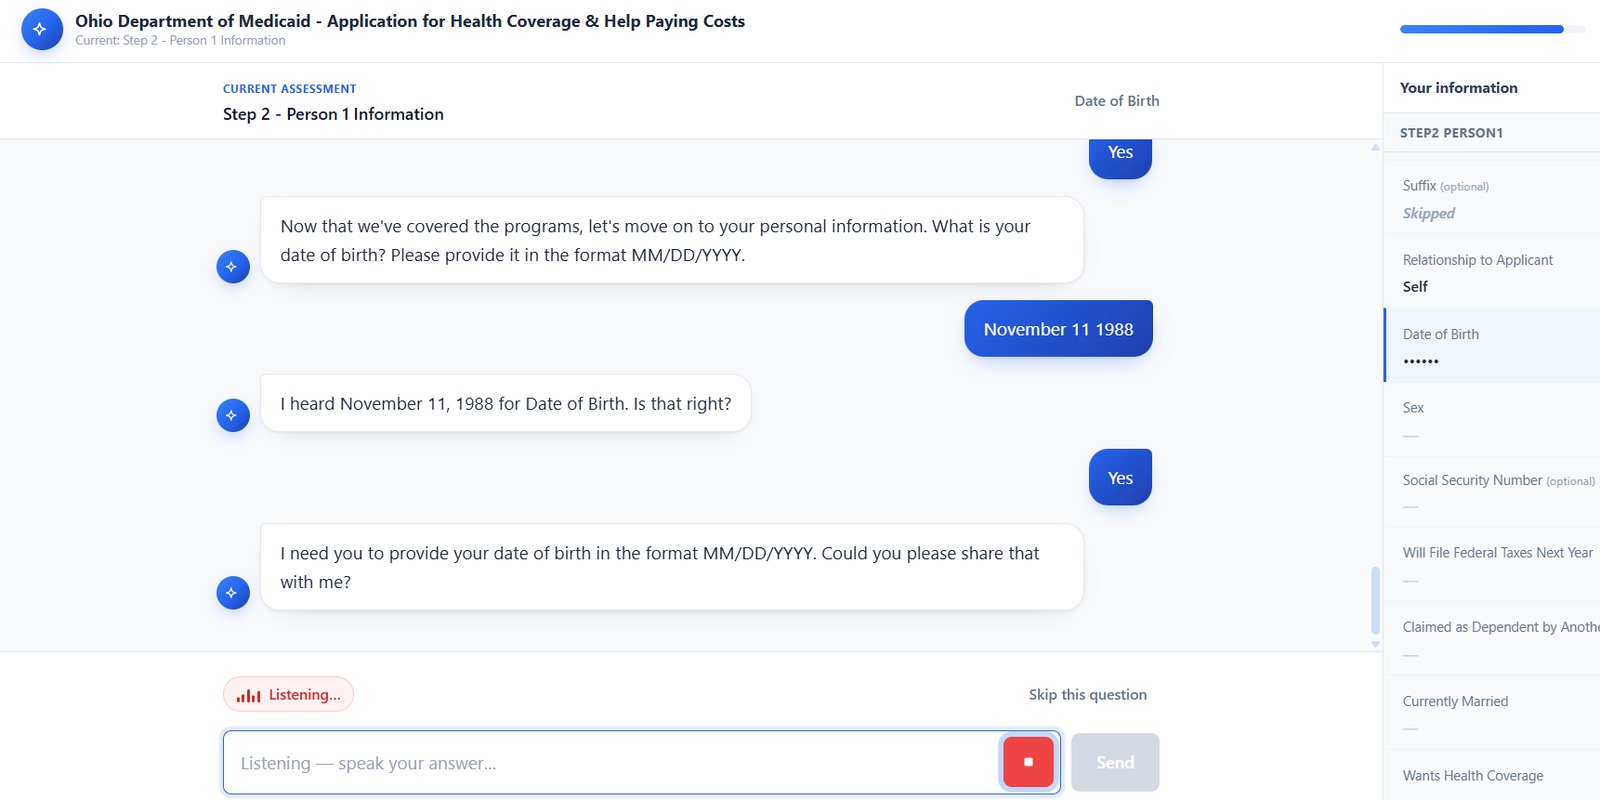 Ohio Department of Medicaid - Application for Health Coverage & Help Paying Costs
Current: Step 2 - Person 1 Information
CURRENT ASSESSMENT
Step 2 - Person 1 Information
Date of Birth
Yes
Now that we've covered the programs, let's move on to your personal information. What is your
date of birth? Please provide it in the format MM/DD/YYYY.
November 11 1988
I heard November 11, 1988 for Date of Birth. Is that right?
Yes
I need you to provide your date of birth in the format MM/DD/YYYY. Could you please share that
with me?
Listening...
Skip this question
Listening — speak your answer...
Send
Your information
STEP2 PERSON1
Suffix (optional)
Skipped
Relationship to Applicant
Self
Date of Birth
••••••
Sex
—
Social Security Number (optional)
—
Will File Federal Taxes Next Year
—
Claimed as Dependent by Anothe
—
Currently Married
—
Wants Health Coverage